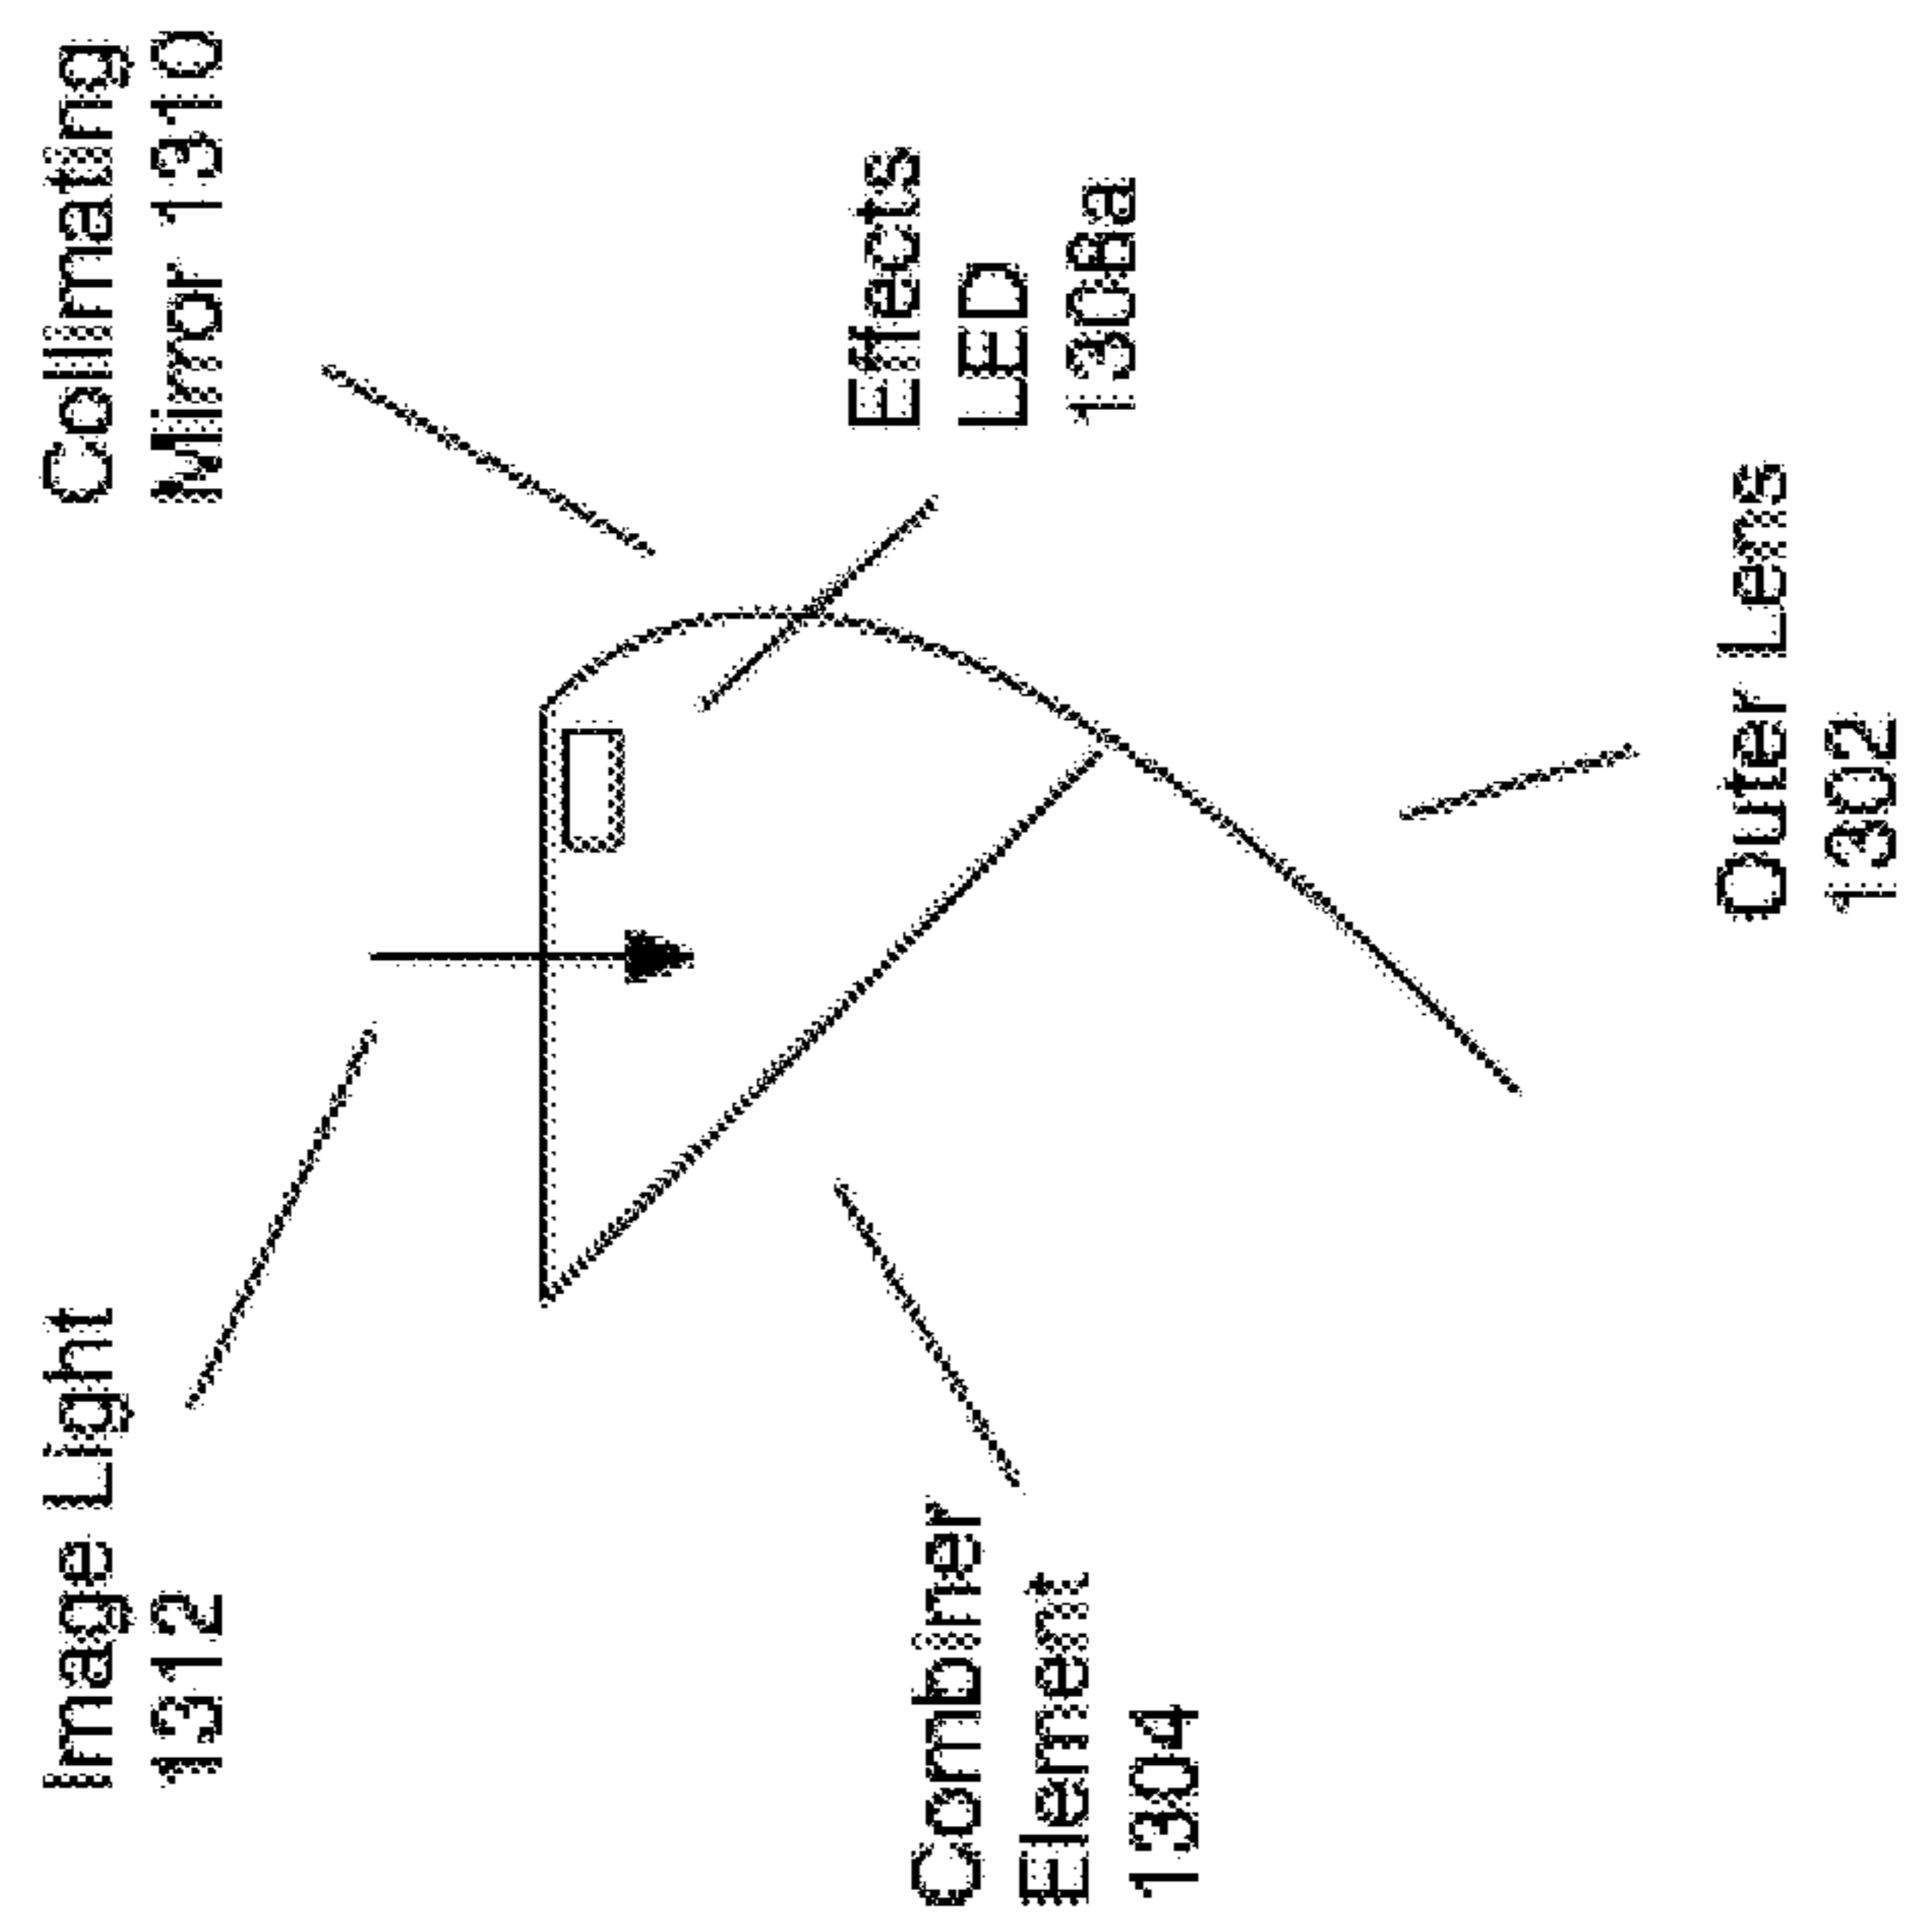 Collimating
Mirror 1310
Effects
LED
1308a
Outer Lens
1302
Image Light
1312
Combiner
Element
1304